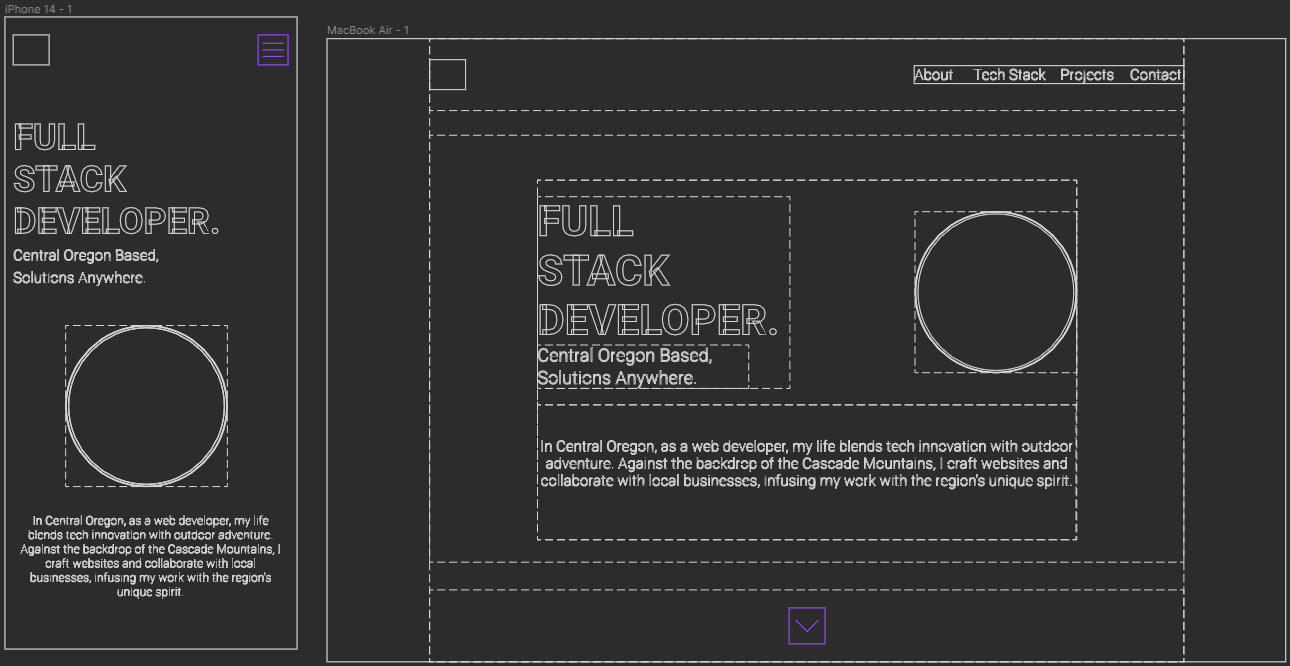 iPhone 14 - 1
FULL
STACK
DEVELOPER.
Central Oregon Based,
Solutions Anywhere.
In Central Oregon, as a web developer, my life
blends tech innovation with outdoor adventure.
Against the backdrop of the Cascade Mountains, I
craft websites and collaborate with local
businesses, infusing my work with the region's
unique spirit.
MacBook Air - 1
About Tech Stack Projects Contact
FULL
STACK
DEVELOPER.
Central Oregon Based,
Solutions Anywhere.
In Central Oregon, as a web developer, my life blends tech innovation with outdoor
adventure. Against the backdrop of the Cascade Mountains, I craft websites and
collaborate with local businesses, infusing my work with the region's unique spirit.